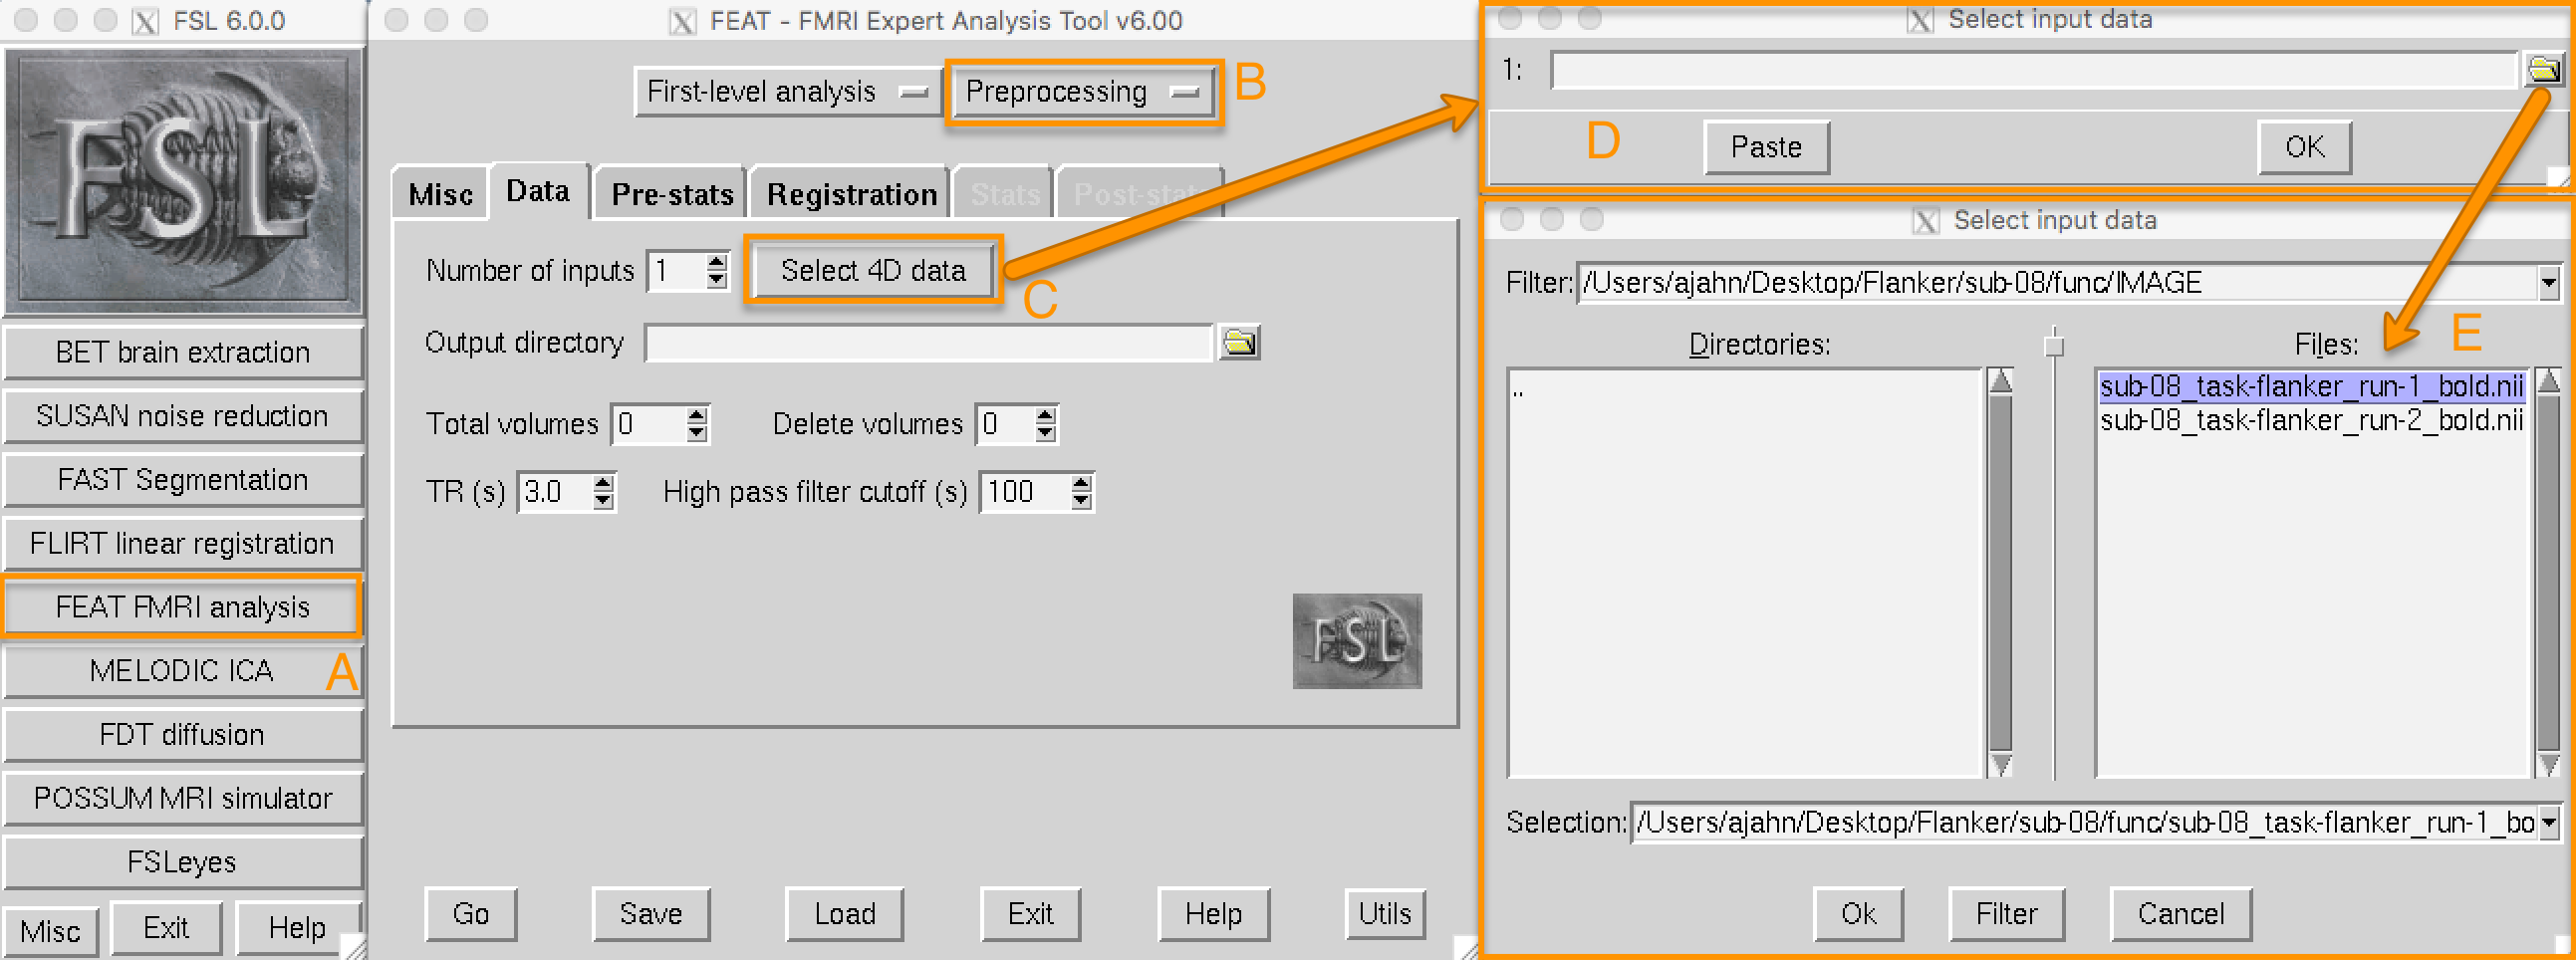 FSL 6.0.0
FSL
BET brain extraction
SUSAN noise reduction
FAST Segmentation
FLIRT linear registration
FEAT FMRI analysis
A
MELODIC ICA
FDT diffusion
POSSUM MRI simulator
FSLeyes
Misc Exit Help
FEAT - FMRI Expert Analysis Tool v6.00
First-level analysis Preprocessing B
Misc Data Pre-stats Registration Stats Post-stats
Number of inputs 1 Select 4D data C
Output directory
Total volumes 0 Delete volumes 0
TR (s) 3.0 High pass filter cutoff (s) 100
FSL
Go Save Load Exit Help Utils
Select input data
1:
D Paste OK
Select input data
Filter: /Users/ajahn/Desktop/Flanker/sub-08/func/IMAGE
Directories: Files: E
..
sub-08_task-flanker_run-1_bold.nii
sub-08_task-flanker_run-2_bold.nii
Selection: /Users/ajahn/Desktop/Flanker/sub-08/func/sub-08_task-flanker_run-1_bo
Ok Filter Cancel